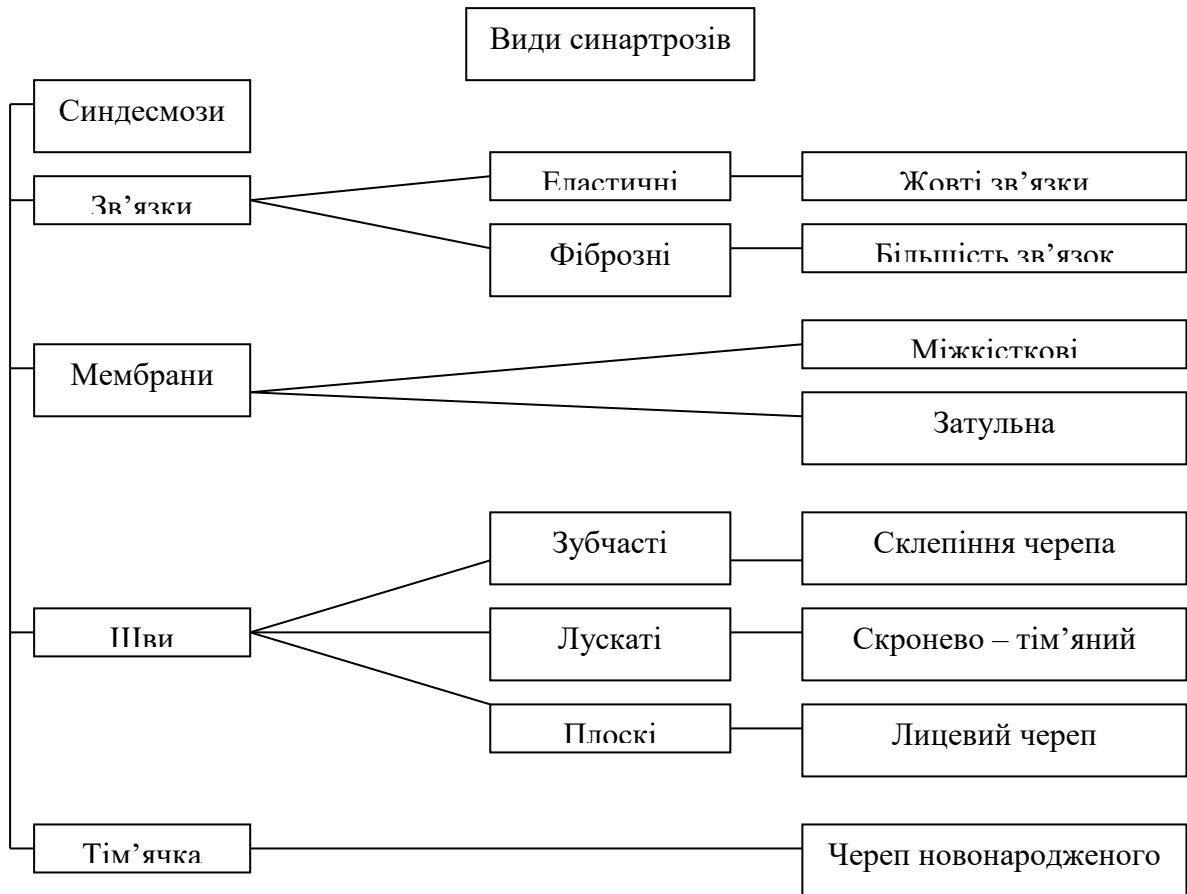 Види синартрозів
Синдесмози
Зв’язки
Еластичні
Жовті зв’язки
Фіброзні
Більшість зв’язок
Мембрани
Міжкісткові
Затульна
Шви
Зубчасті
Склепіння черепа
Лускаті
Скронево – тім’яний
Плоскі
Лицевий череп
Тім’ячка
Череп новонародженого